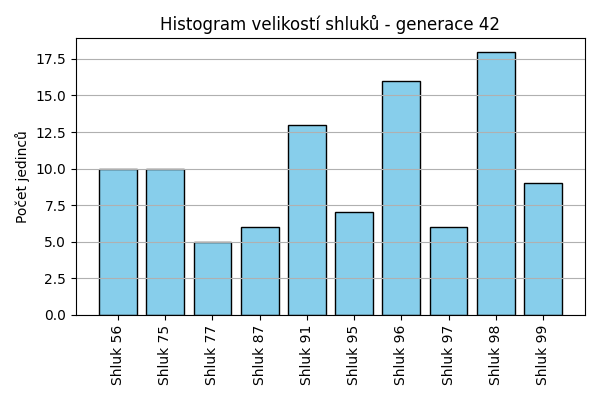 Histogram velikostí shluků - generace 42
Počet jedinců
17.5
15.0
12.5
10.0
7.5
5.0
2.5
0.0
Shluk 56
Shluk 75
Shluk 77
Shluk 87
Shluk 91
Shluk 95
Shluk 96
Shluk 97
Shluk 98
Shluk 99